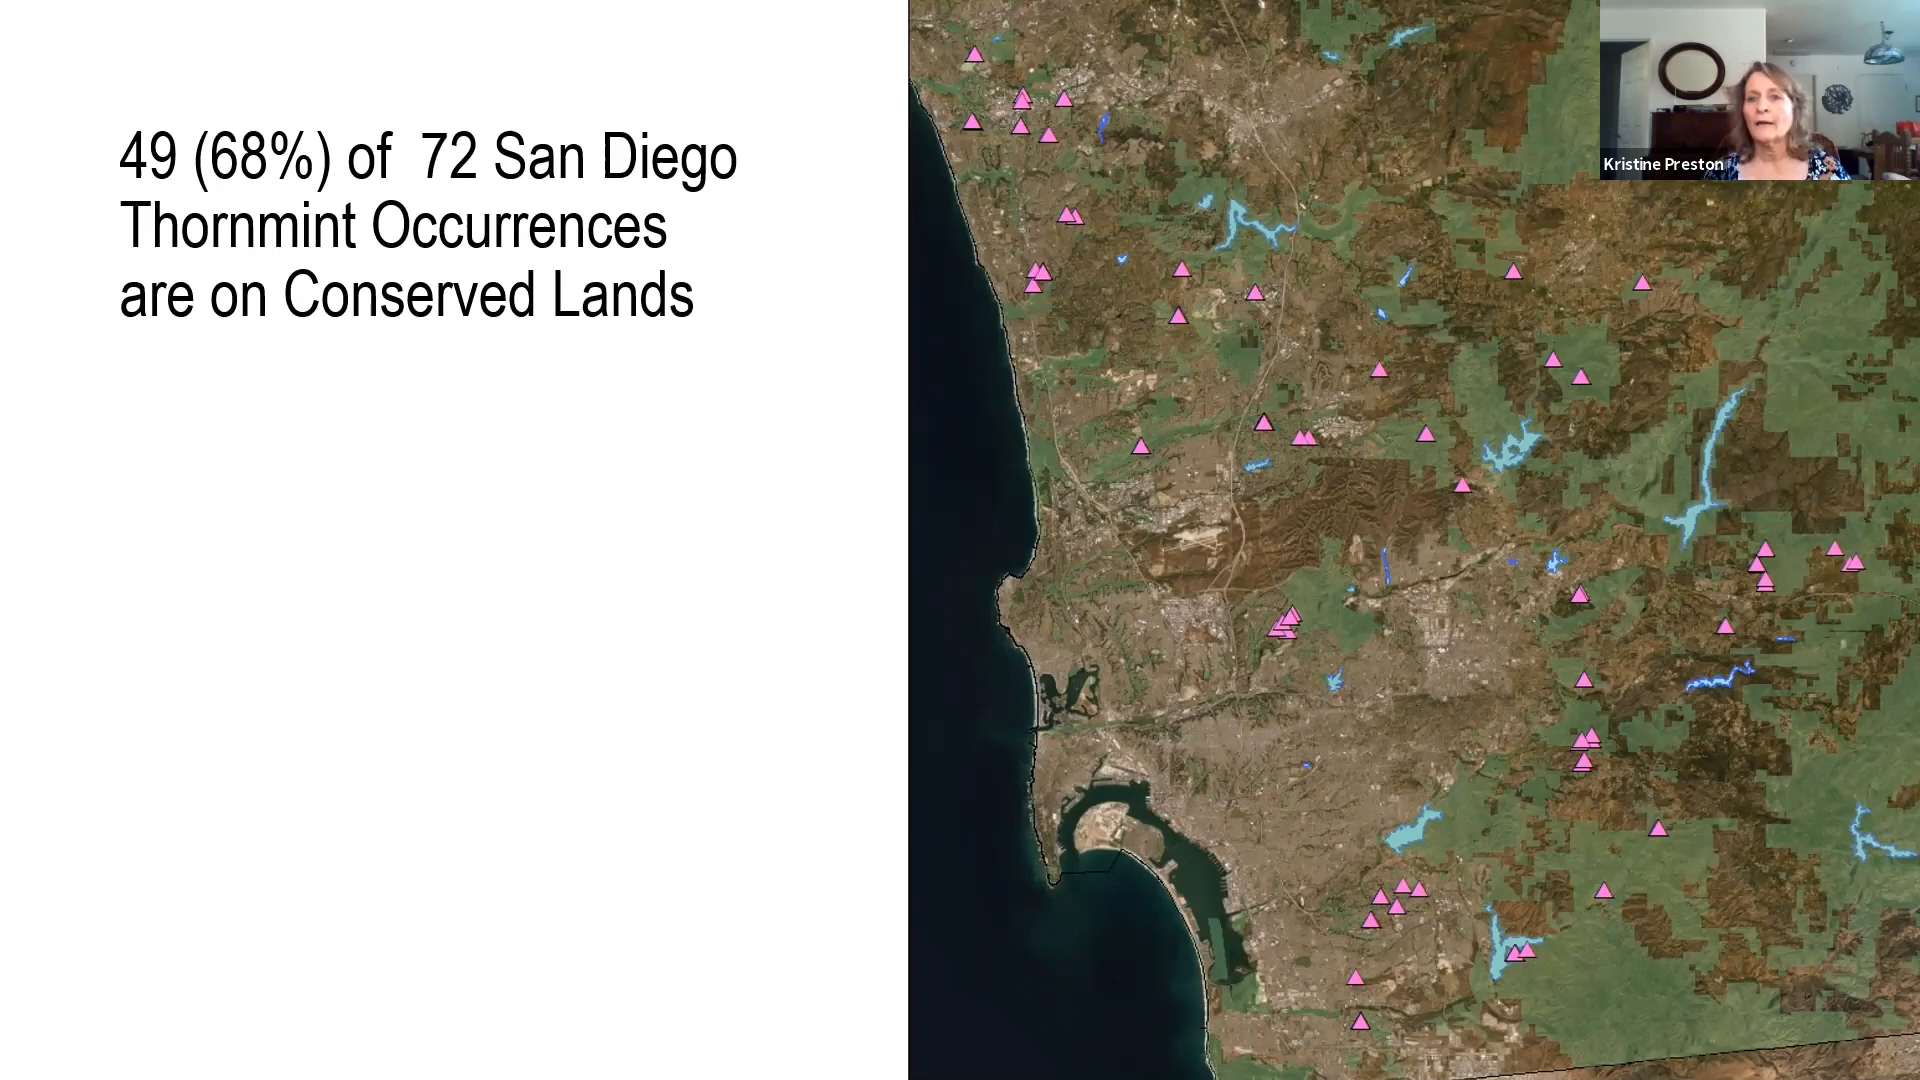 49 (68%) of 72 San Diego
Thornmint Occurrences
are on Conserved Lands
Kristine Preston